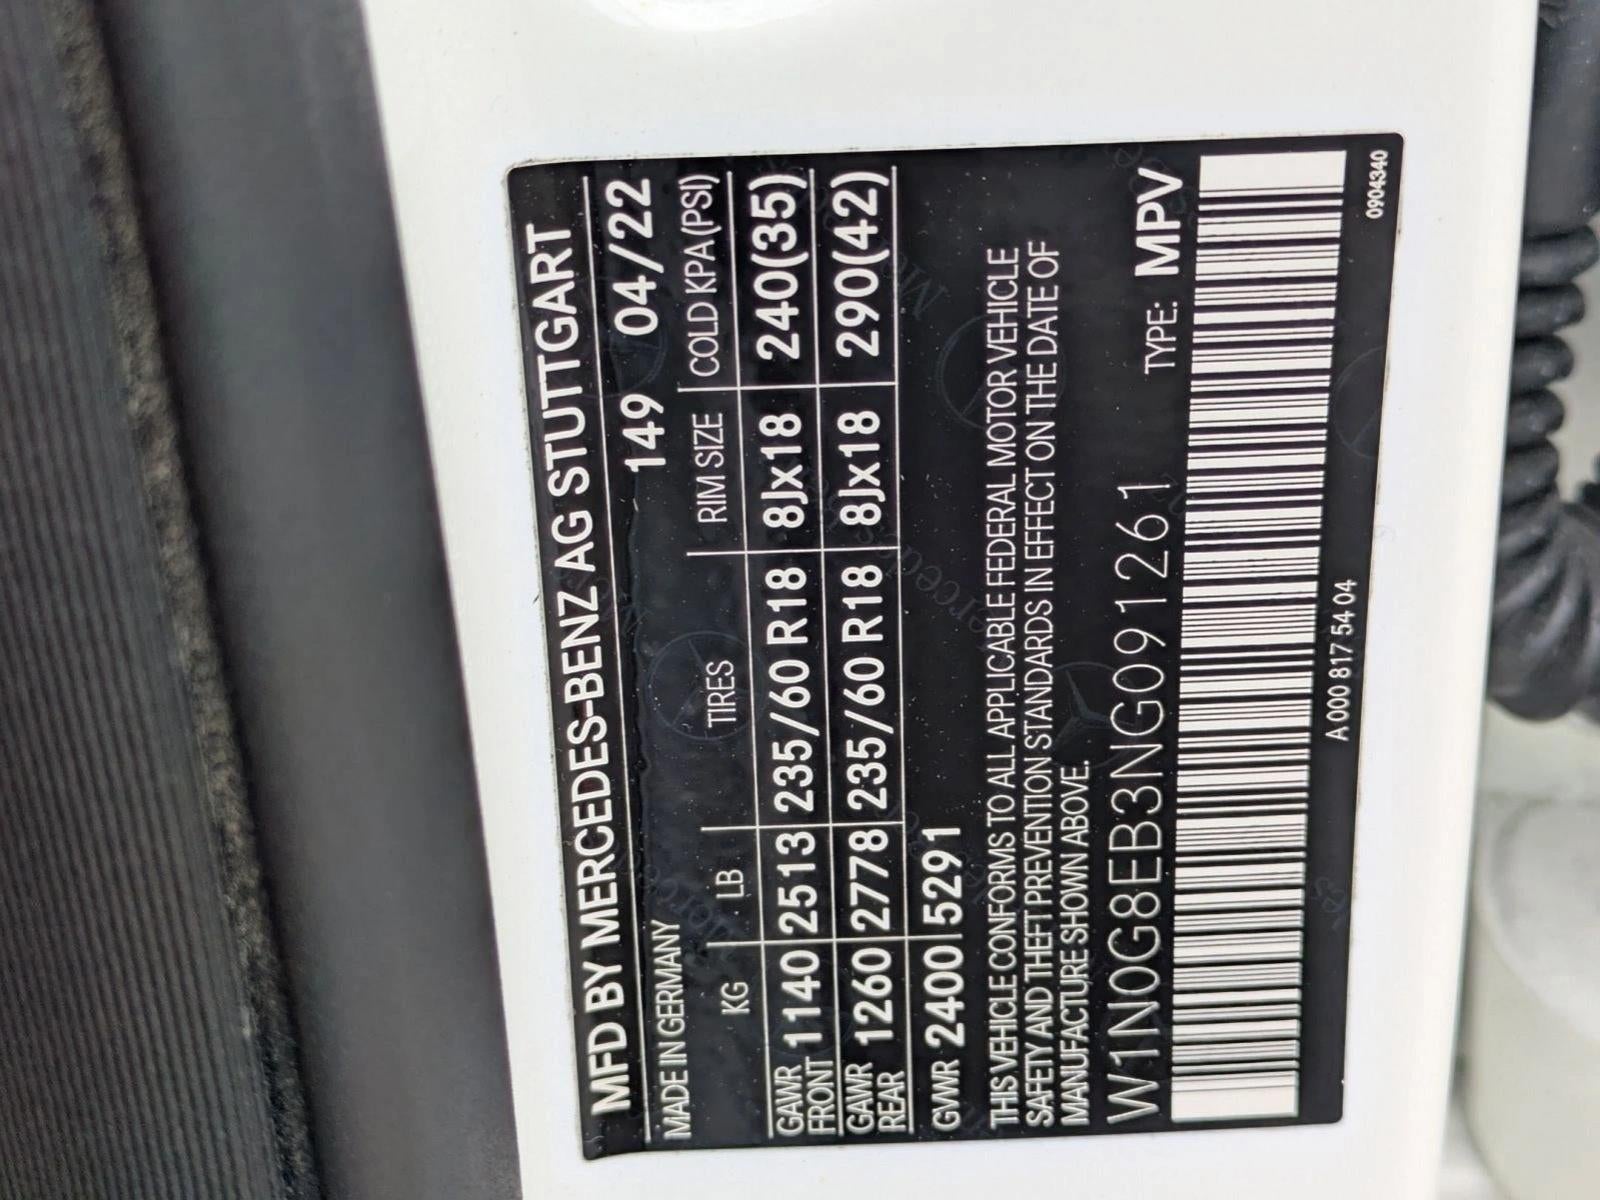 MFD BY MERCEDES-BENZ AG STUTTGART
149 04/22
MADE IN GERMANY
KG LB TIRES RIM SIZE COLD KPA(PSI)
GAWR FRONT 1140 2513 235/60 R18 8Jx18 240(35)
GAWR REAR 1260 2778 235/60 R18 8Jx18 290(42)
GVWR 2400 5291
THIS VEHICLE CONFORMS TO ALL APPLICABLE FEDERAL MOTOR VEHICLE
SAFETY AND THEFT PREVENTION STANDARDS IN EFFECT ON THE DATE OF
MANUFACTURE SHOWN ABOVE.
W1N0G8EB3NG091261 TYPE: MPV
A 000 817 54 04
0904340